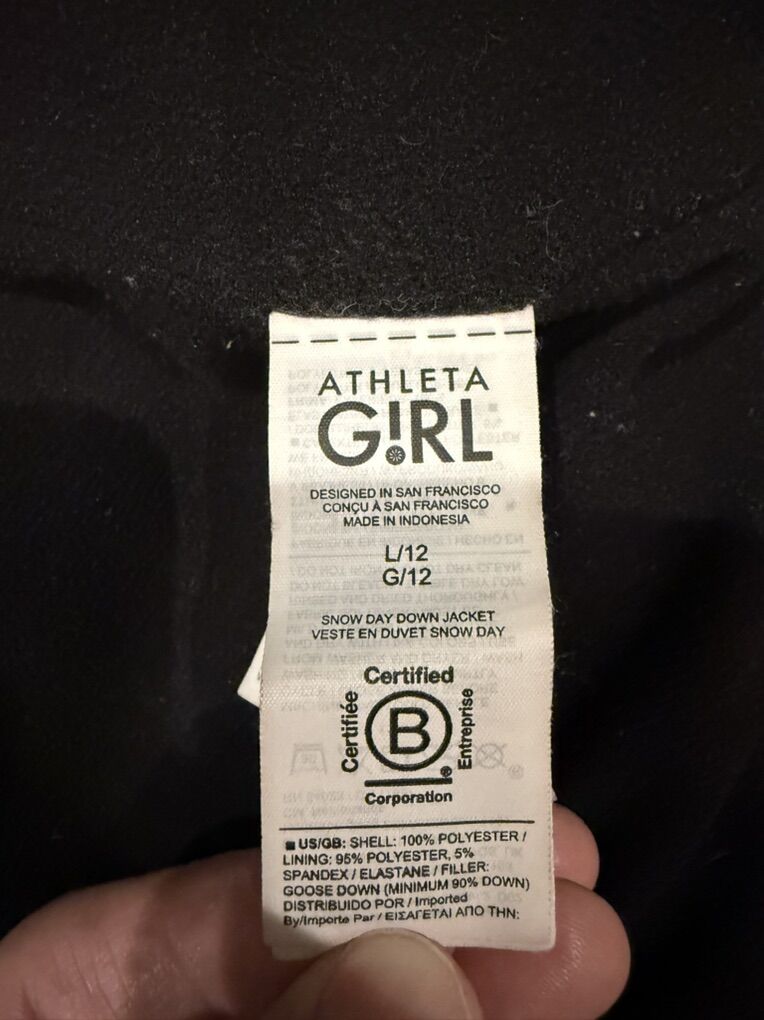 ATHLETA
G!RL
DESIGNED IN SAN FRANCISCO
CONÇU À SAN FRANCISCO
MADE IN INDONESIA
L/12
G/12
SNOW DAY DOWN JACKET
VESTE EN DUVET SNOW DAY
Certified
Certifiée
B
®
Entreprise
Corporation
■ US/GB: SHELL: 100% POLYESTER /
LINING: 95% POLYESTER, 5%
SPANDEX / ELASTANE / FILLER:
GOOSE DOWN (MINIMUM 90% DOWN)
DISTRIBUIDO POR / Imported
By/Importe Par / ΕΙΣΑΓΕΤΑΙ ΑΠΟ ΤΗΝ: